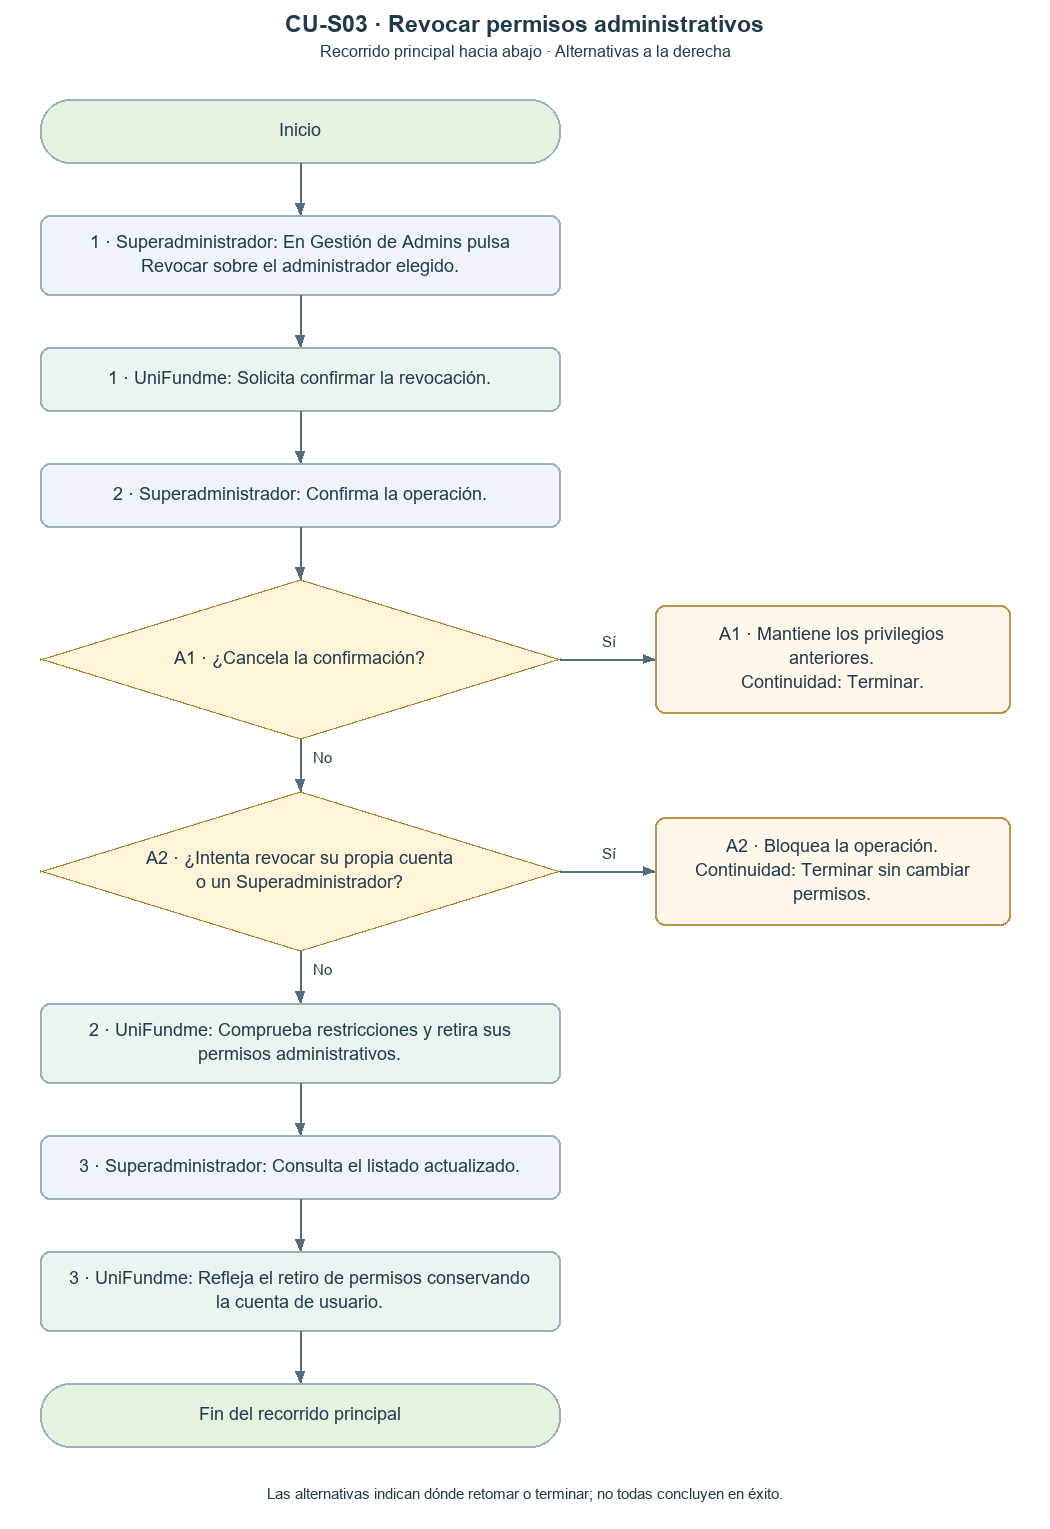 CU-S03 · Revocar permisos administrativos
Recorrido principal hacia abajo · Alternativas a la derecha
Inicio
1 · Superadministrador: En Gestión de Admins pulsa
Revocar sobre el administrador elegido.
1 · UniFundme: Solicita confirmar la revocación.
2 · Superadministrador: Confirma la operación.
A1 · ¿Cancela la confirmación?
Sí
A1 · Mantiene los privilegios
anteriores.
Continuidad: Terminar.
No
A2 · ¿Intenta revocar su propia cuenta
o un Superadministrador?
Sí
A2 · Bloquea la operación.
Continuidad: Terminar sin cambiar
permisos.
No
2 · UniFundme: Comprueba restricciones y retira sus
permisos administrativos.
3 · Superadministrador: Consulta el listado actualizado.
3 · UniFundme: Refleja el retiro de permisos conservando
la cuenta de usuario.
Fin del recorrido principal
Las alternativas indican dónde retomar o terminar; no todas concluyen en éxito.